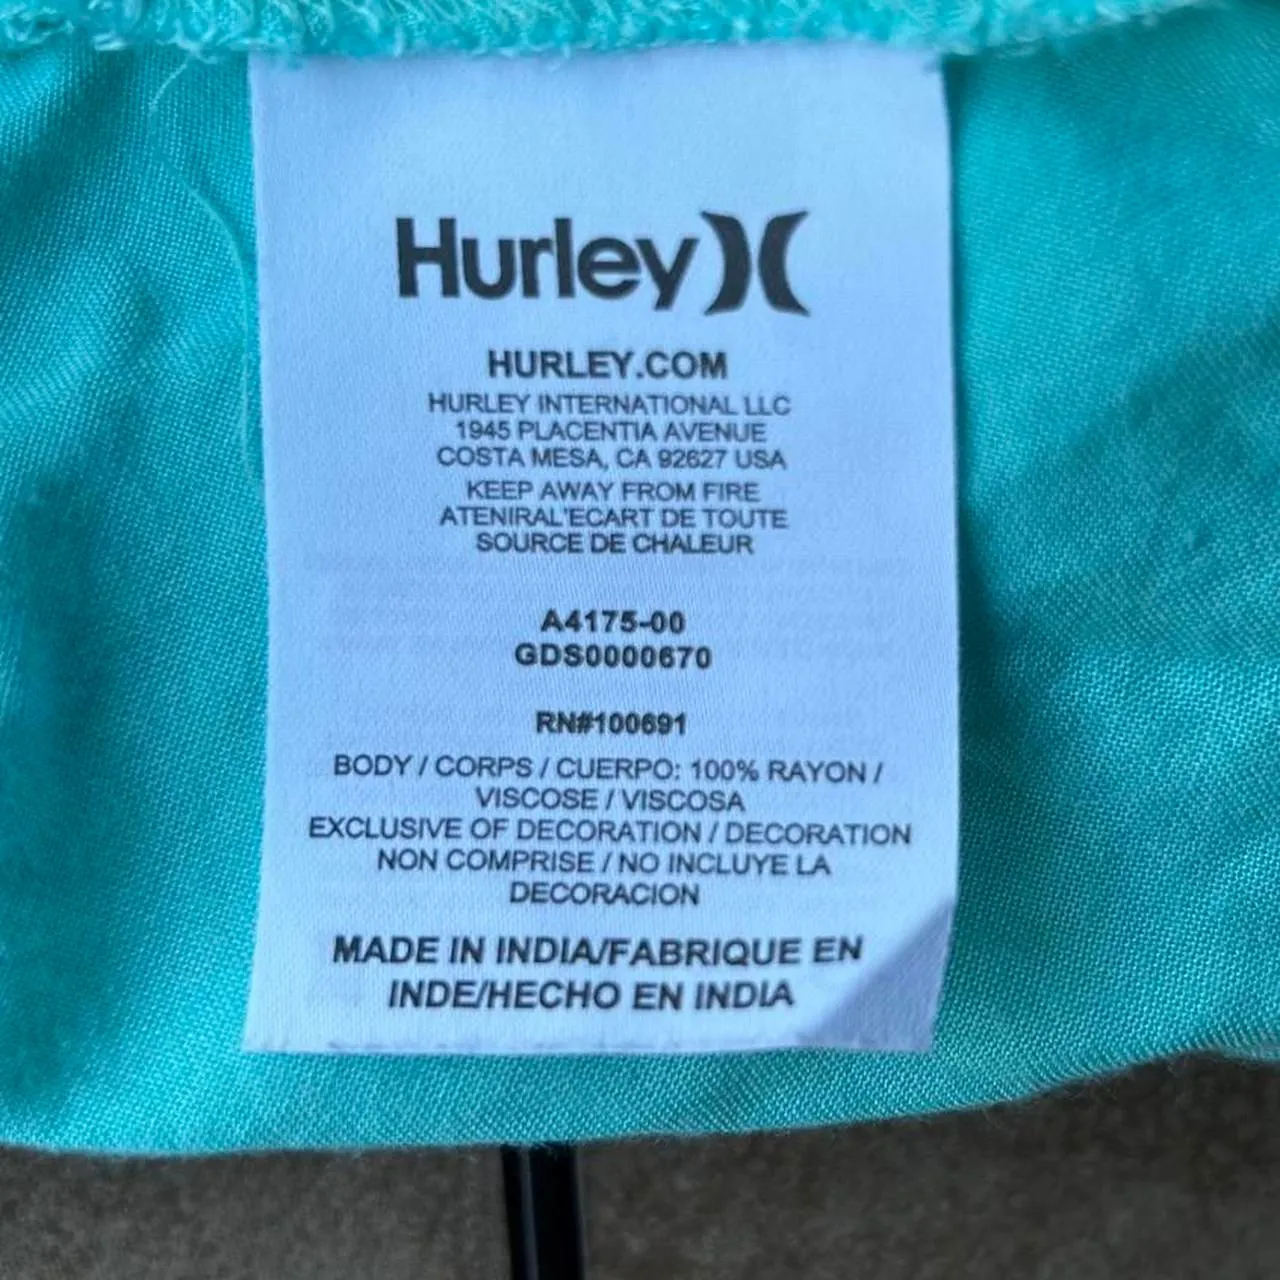 Hurley
HURLEY.COM
HURLEY INTERNATIONAL LLC
1945 PLACENTIA AVENUE
COSTA MESA, CA 92627 USA
KEEP AWAY FROM FIRE
ATENIRAL'ECART DE TOUTE
SOURCE DE CHALEUR
A4175-00
GDS0000670
RN#100691
BODY / CORPS / CUERPO: 100% RAYON /
VISCOSE / VISCOSA
EXCLUSIVE OF DECORATION / DECORATION
NON COMPRISE / NO INCLUYE LA
DECORACION
MADE IN INDIA/FABRIQUE EN
INDE/HECHO EN INDIA